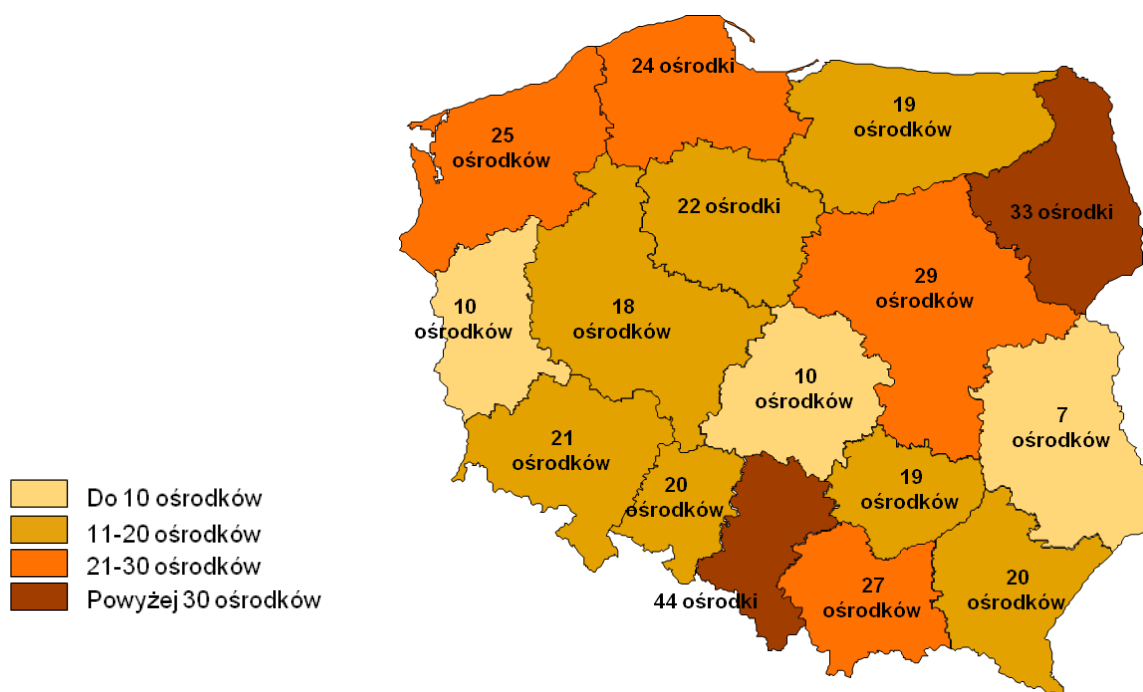 24 ośrodki
19
ośrodków
25
ośrodków
22 ośrodki
33 ośrodki
29
ośrodków
10
ośrodków
18
ośrodków
10
ośrodków
7
ośrodków
21
ośrodków
20
ośrodków
19
ośrodków
44 ośrodki
27
ośrodków
20
ośrodków
Do 10 ośrodków
11-20 ośrodków
21-30 ośrodków
Powyżej 30 ośrodków